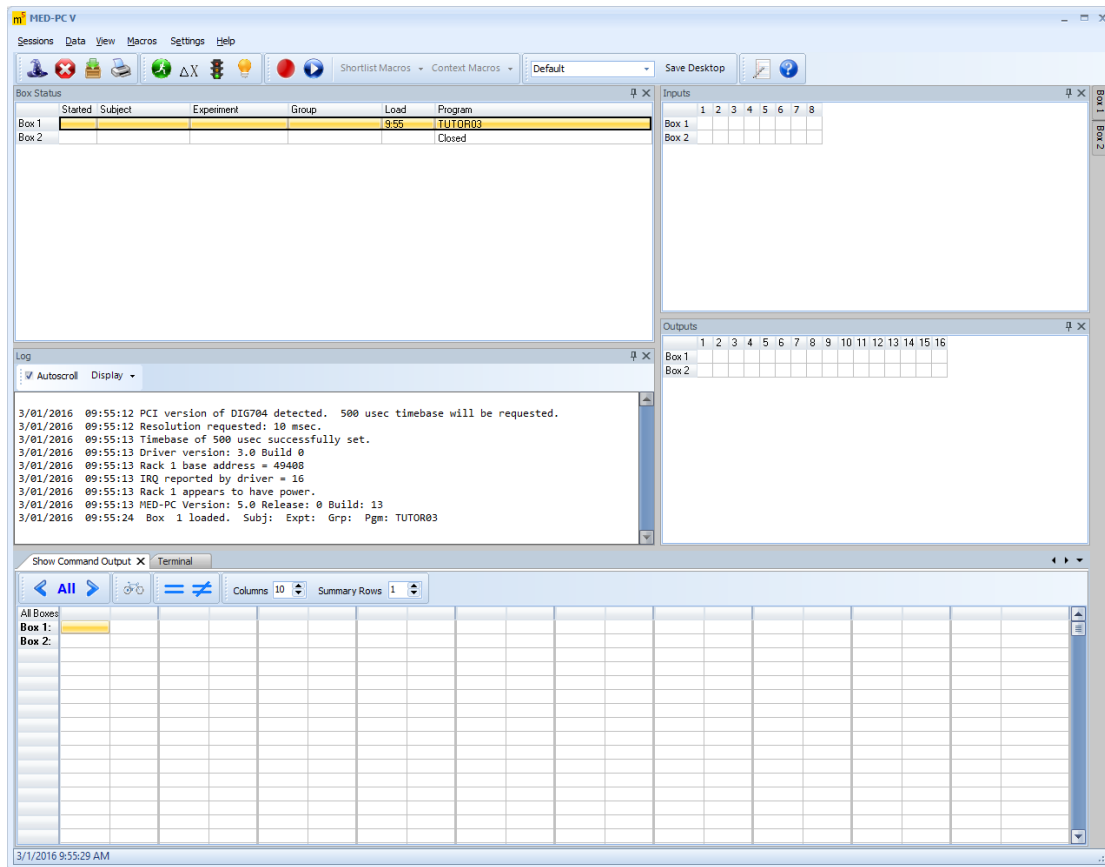 m5 MED-PC V
Sessions Data View Macros Settings Help
ΔX Shortlist Macros Context Macros Default Save Desktop ?
Box Status
Started Subject Experiment Group Load Program
Box 1 9:55 TUTOR03
Box 2 Closed
Inputs
1 2 3 4 5 6 7 8
Box 1
Box 2
Box 1
Box 2
Outputs
1 2 3 4 5 6 7 8 9 10 11 12 13 14 15 16
Box 1
Box 2
Log
Autoscroll Display
3/01/2016 09:55:12 PCI version of DIG704 detected. 500 usec timebase will be requested.
3/01/2016 09:55:12 Resolution requested: 10 msec.
3/01/2016 09:55:13 Timebase of 500 usec successfully set.
3/01/2016 09:55:13 Driver version: 3.0 Build 0
3/01/2016 09:55:13 Rack 1 base address = 49408
3/01/2016 09:55:13 IRQ reported by driver = 16
3/01/2016 09:55:13 Rack 1 appears to have power.
3/01/2016 09:55:13 MED-PC Version: 5.0 Release: 0 Build: 13
3/01/2016 09:55:24 Box 1 loaded. Subj: Expt: Grp: Pgm: TUTOR03
Show Command Output X Terminal
All = ≠ Columns 10 Summary Rows 1
All Boxes
Box 1:
Box 2:
3/1/2016 9:55:29 AM